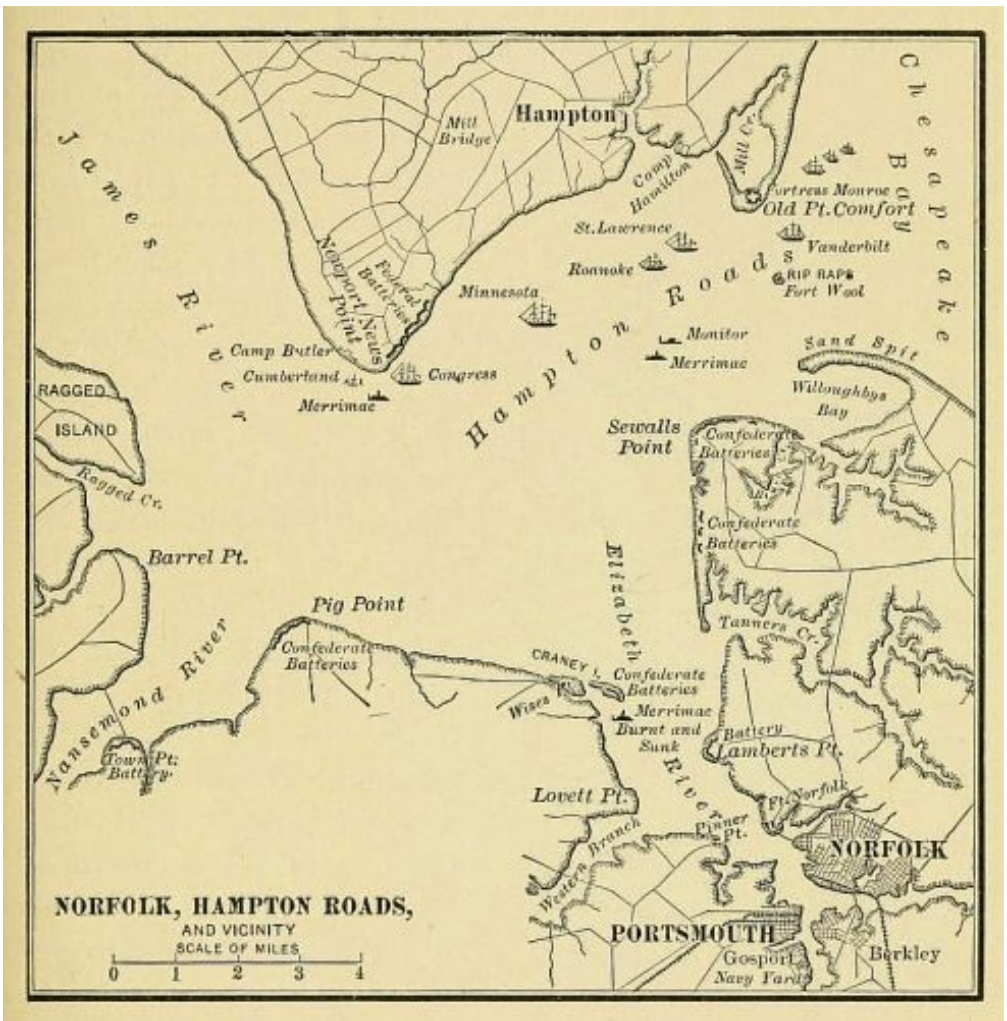 Chesapeake
Bay
James River
Hampton
Mill
Bridge
Mill Cr.
Camp
Hamilton
Fortress Monroe
Old Pt. Comfort
St. Lawrence
Vanderbilt
Roanoke
RIP RAPS
Fort Wool
Newport News
Point
Federal
Batteries
Minnesota
Hampton Roads
Monitor
Merrimac
Camp Butler
Cumberland
Congress
Merrimac
Sand Spit
Willoughbys
Bay
RAGGED
ISLAND
Ragged Cr.
Sewalls
Point
Confederate
Batteries
Confederate
Batteries
Barrel Pt.
Pig Point
Confederate
Batteries
Elizabeth
River
Tanners Cr.
Nansemond River
CRANEY I.
Confederate
Batteries
Wises
Merrimac
Burnt and
Sunk
Battery
Lamberts Pt.
Town Pt.
Battery
Lovett Pt.
Ft. Norfolk
Pinner
Pt.
Western Branch
NORFOLK
NORFOLK, HAMPTON ROADS,
AND VICINITY
SCALE OF MILES
0 1 2 3 4
PORTSMOUTH
Gosport
Navy Yard
Berkley